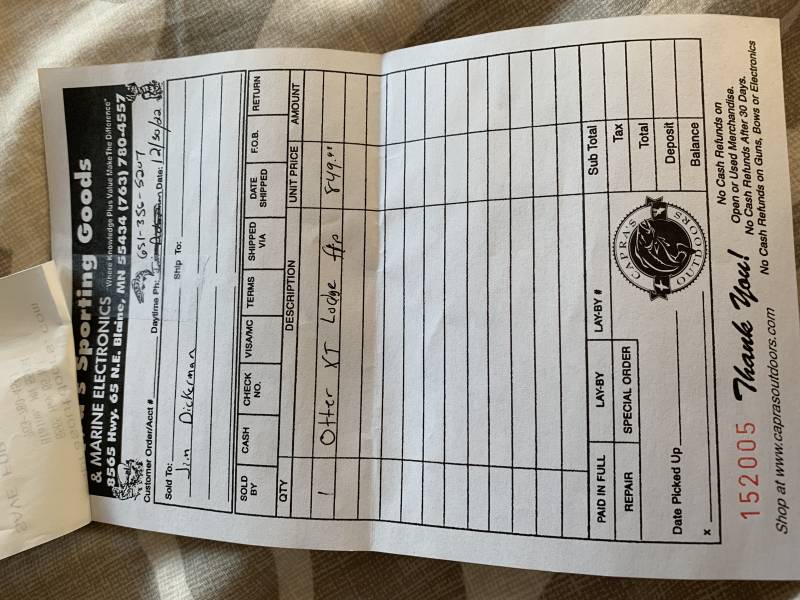 's Sporting Goods
& MARINE ELECTRONICS "Where Knowledge Plus Value Make The Difference"
8565 Hwy. 65 N.E. Blaine, MN 55434 (763) 780-4557
651-356-5207
Customer Order/Acct # Daytime Ph: Date: 12/30/22
Sold To: Ship To:
Jim Dickerman
SOLD BY CASH CHECK NO. VISA/MC TERMS SHIPPED VIA DATE SHIPPED F.O.B. RETURN
QTY DESCRIPTION UNIT PRICE AMOUNT
1 Otter XT Lodge 849.00
PAID IN FULL LAY-BY LAY-BY # Sub Total
REPAIR SPECIAL ORDER Tax
Total
Deposit
Balance
CAPRA'S OUTDOORS
Date Picked Up
x
152005 Thank You!
No Cash Refunds on
Open or Used Merchandise.
No Cash Refunds After 30 Days.
No Cash Refunds on Guns, Bows or Electronics
Shop at www.caprasoutdoors.com